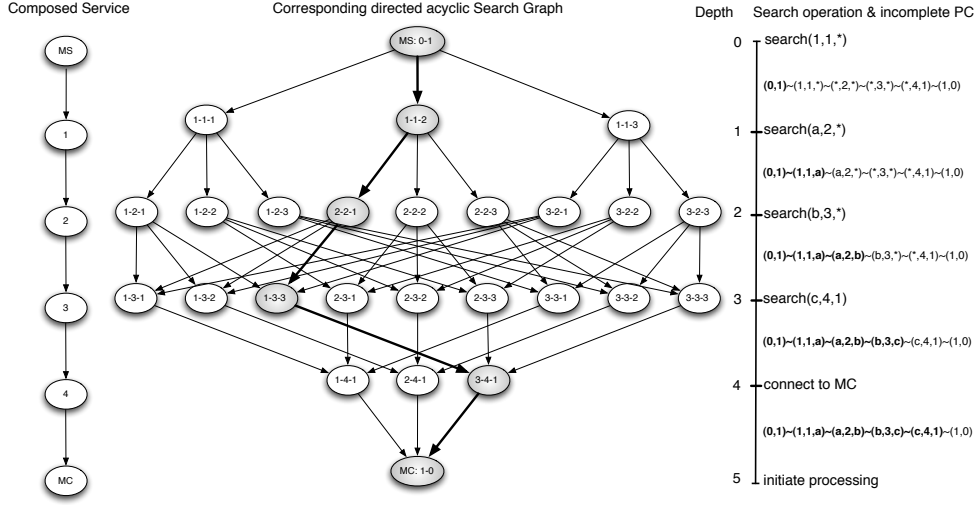 Composed Service
Corresponding directed acyclic Search Graph
Depth
Search operation & incomplete PC
MS
MS: 0-1
0
search(1,1,*)
(0,1)~(1,1,*)~(*,2,*)~(*,3,*)~(*,4,1)~(1,0)
1
1-1-1
1-1-2
1-1-3
1
search(a,2,*)
(0,1)~(1,1,a)~(a,2,*)~(*,3,*)~(*,4,1)~(1,0)
2
1-2-1
1-2-2
1-2-3
2-2-1
2-2-2
2-2-3
3-2-1
3-2-2
3-2-3
2
search(b,3,*)
(0,1)~(1,1,a)~(a,2,b)~(b,3,*)~(*,4,1)~(1,0)
3
1-3-1
1-3-2
1-3-3
2-3-1
2-3-2
2-3-3
3-3-1
3-3-2
3-3-3
3
search(c,4,1)
(0,1)~(1,1,a)~(a,2,b)~(b,3,c)~(c,4,1)~(1,0)
4
1-4-1
2-4-1
3-4-1
4
connect to MC
(0,1)~(1,1,a)~(a,2,b)~(b,3,c)~(c,4,1)~(1,0)
MC
MC: 1-0
5
initiate processing